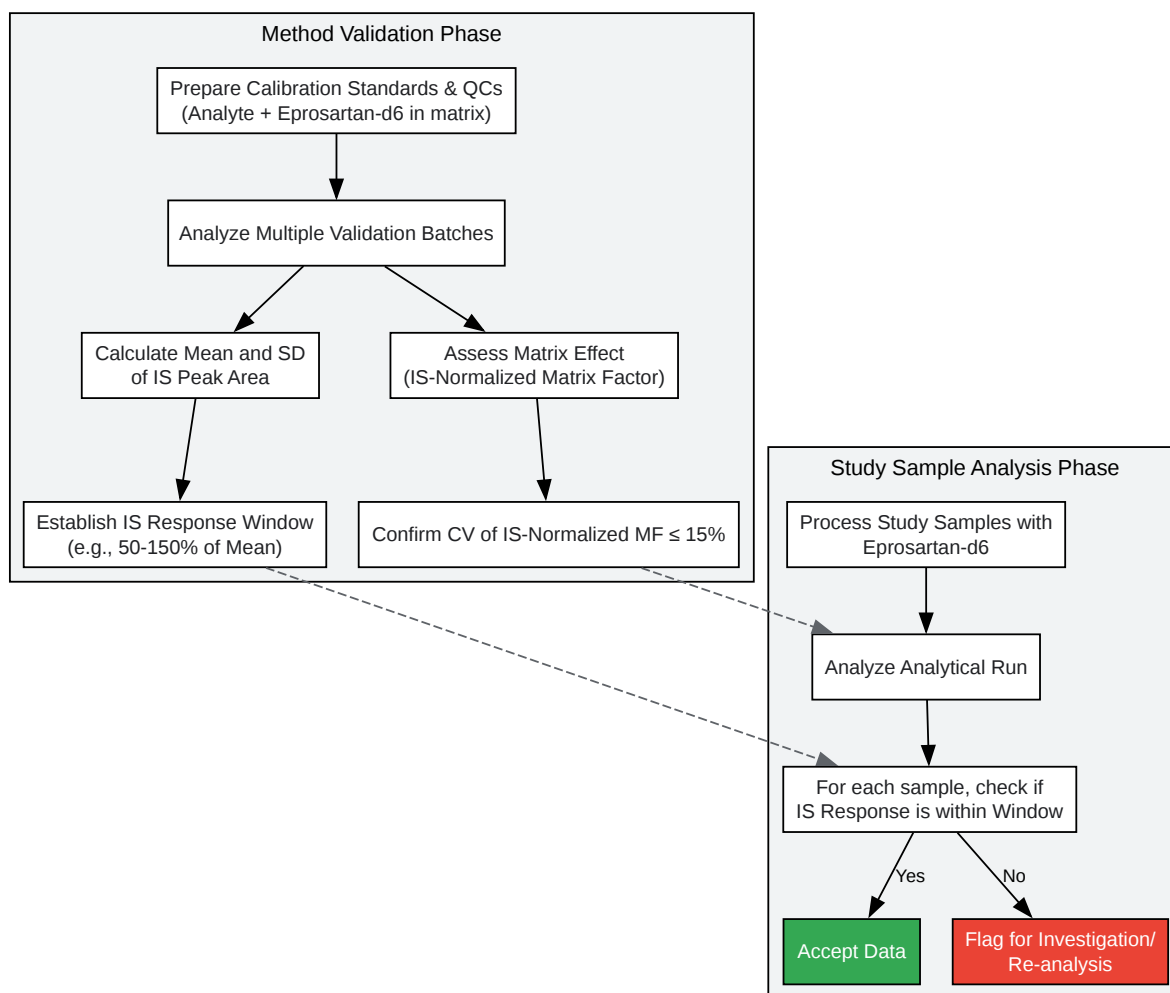 Method Validation Phase
Prepare Calibration Standards & QCs
(Analyte + Eprosartan-d6 in matrix)
Analyze Multiple Validation Batches
Calculate Mean and SD
of IS Peak Area
Assess Matrix Effect
(IS-Normalized Matrix Factor)
Establish IS Response Window
(e.g., 50-150% of Mean)
Confirm CV of IS-Normalized MF ≤ 15%
Study Sample Analysis Phase
Process Study Samples with
Eprosartan-d6
Analyze Analytical Run
For each sample, check if
IS Response is within Window
Yes
No
Accept Data
Flag for Investigation/
Re-analysis